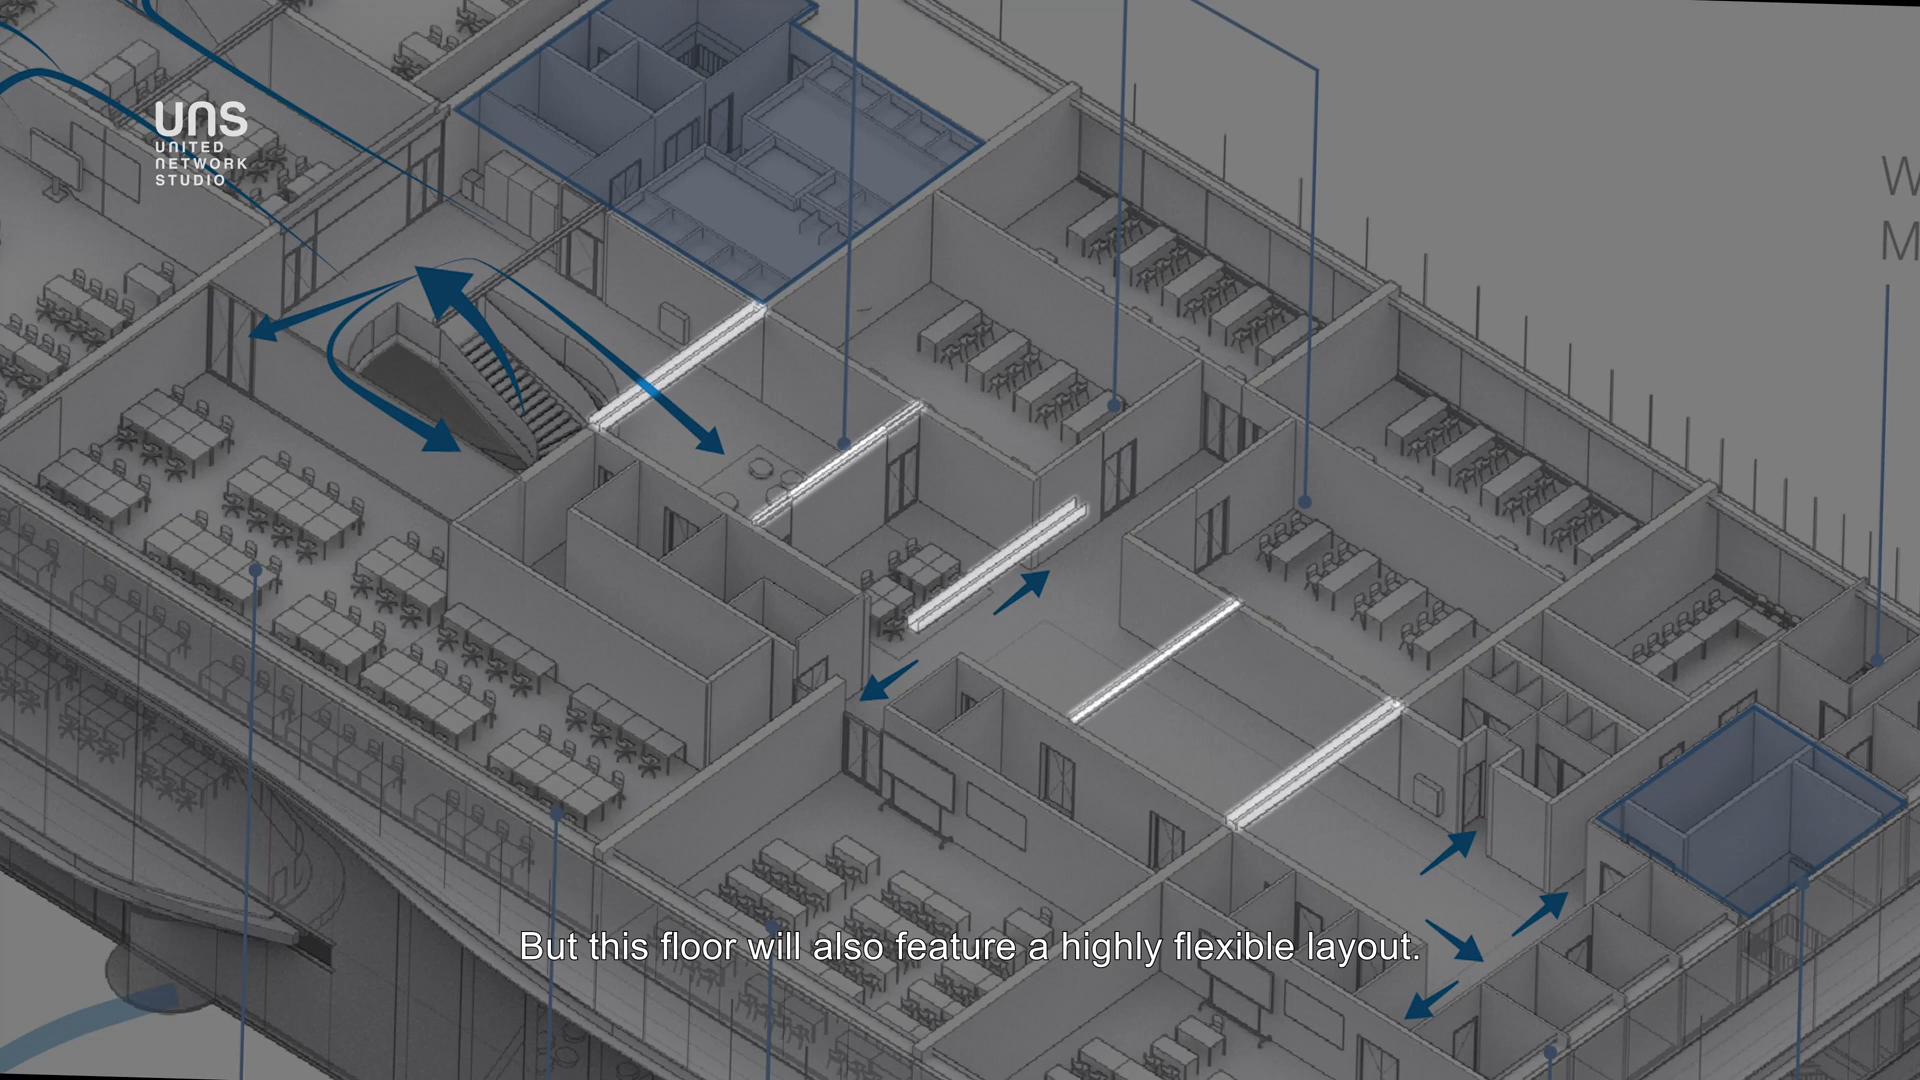 UNS
UNITED
NETWORK
STUDIO
W
M
But this floor will also feature a highly flexible layout.